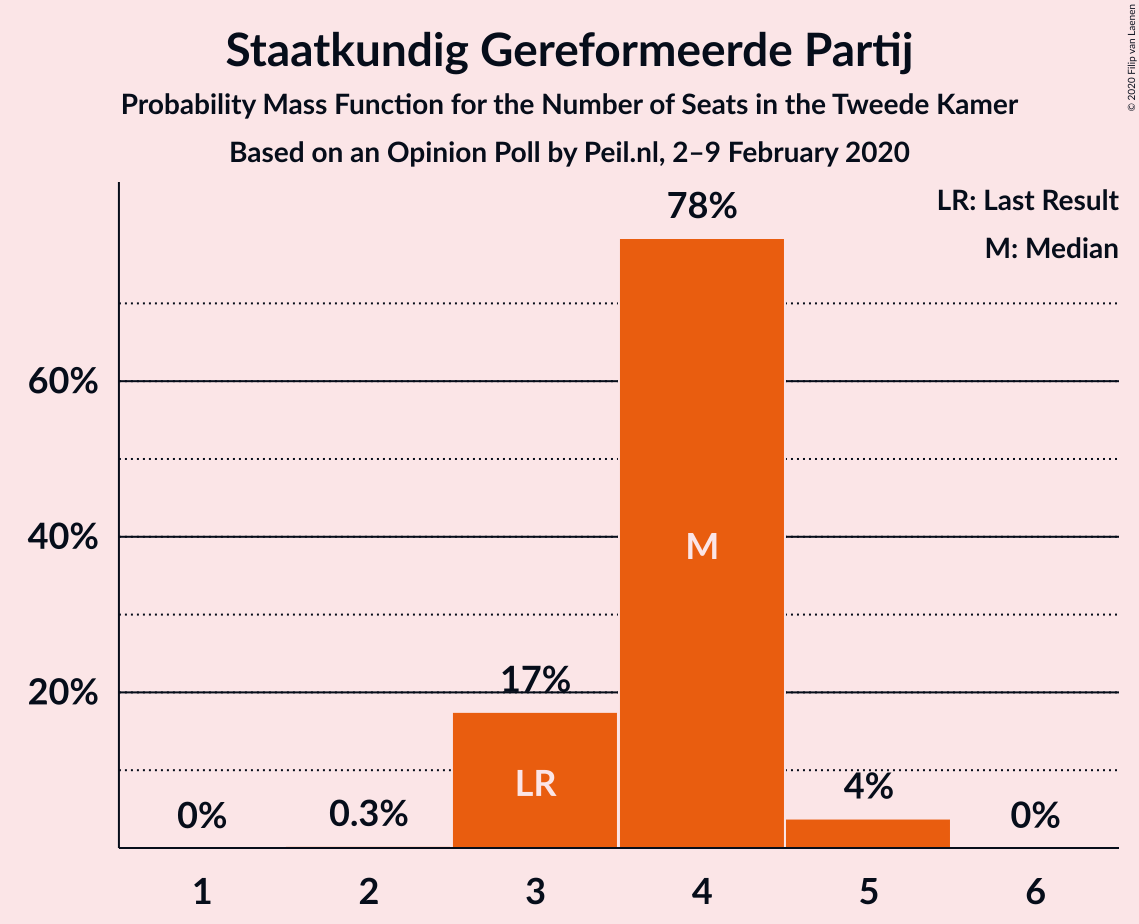 Staatkundig Gereformeerde Partij
Probability Mass Function for the Number of Seats in the Tweede Kamer
Based on an Opinion Poll by Peil.nl, 2–9 February 2020
© 2020 Filip van Laenen
LR: Last Result
M: Median
78%
60%
40%
M
20%
17%
LR
0%
0.3%
4%
0%
1 2 3 4 5 6